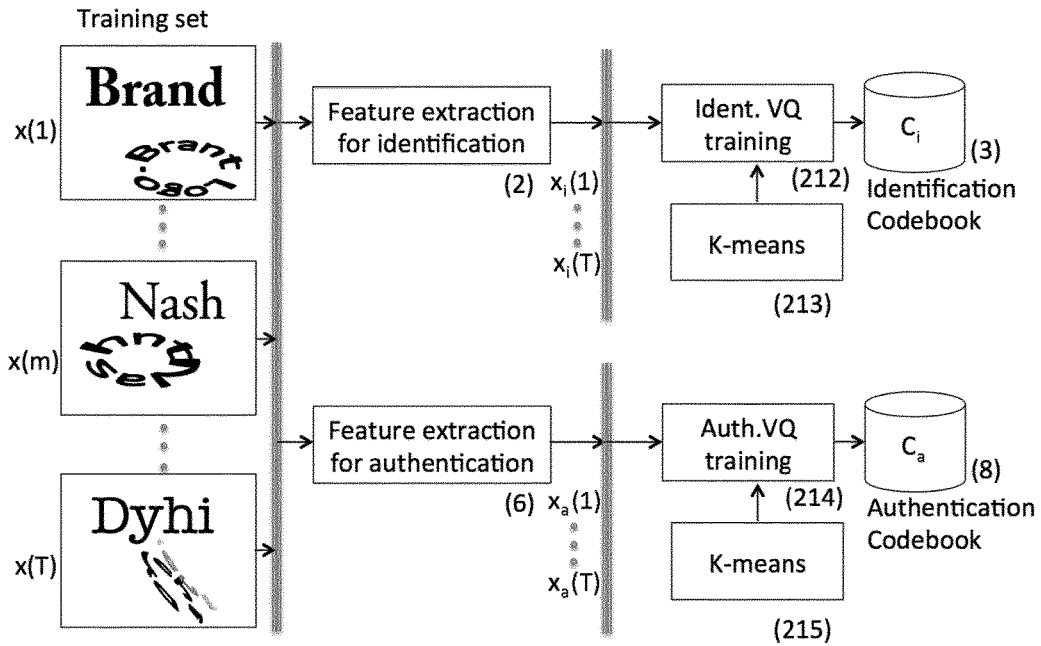 Training set
Brand
x(1)
Brant
Feature extraction
for identification
(2)
x_i(1)
x_i(T)
Ident. VQ
training
(212)
K-means
(213)
C_i
(3)
Identification
Codebook
Nash
x(m)
Dyhi
x(T)
Feature extraction
for authentication
(6)
x_a(1)
x_a(T)
Auth.VQ
training
(214)
K-means
(215)
C_a
(8)
Authentication
Codebook